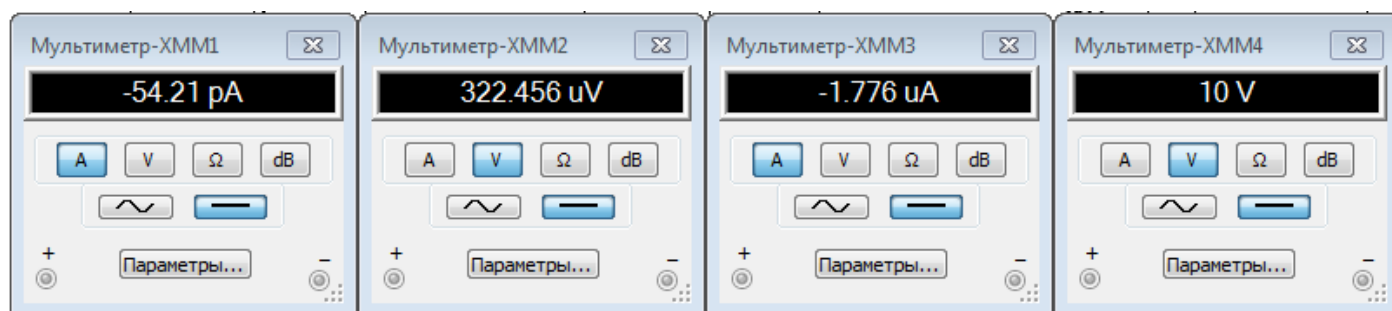 Мультиметр-XMM1
-54.21 pA
A V Ω dB
+ Параметры... –
Мультиметр-XMM2
322.456 uV
A V Ω dB
+ Параметры... –
Мультиметр-XMM3
-1.776 uA
A V Ω dB
+ Параметры... –
Мультиметр-XMM4
10 V
A V Ω dB
+ Параметры... –